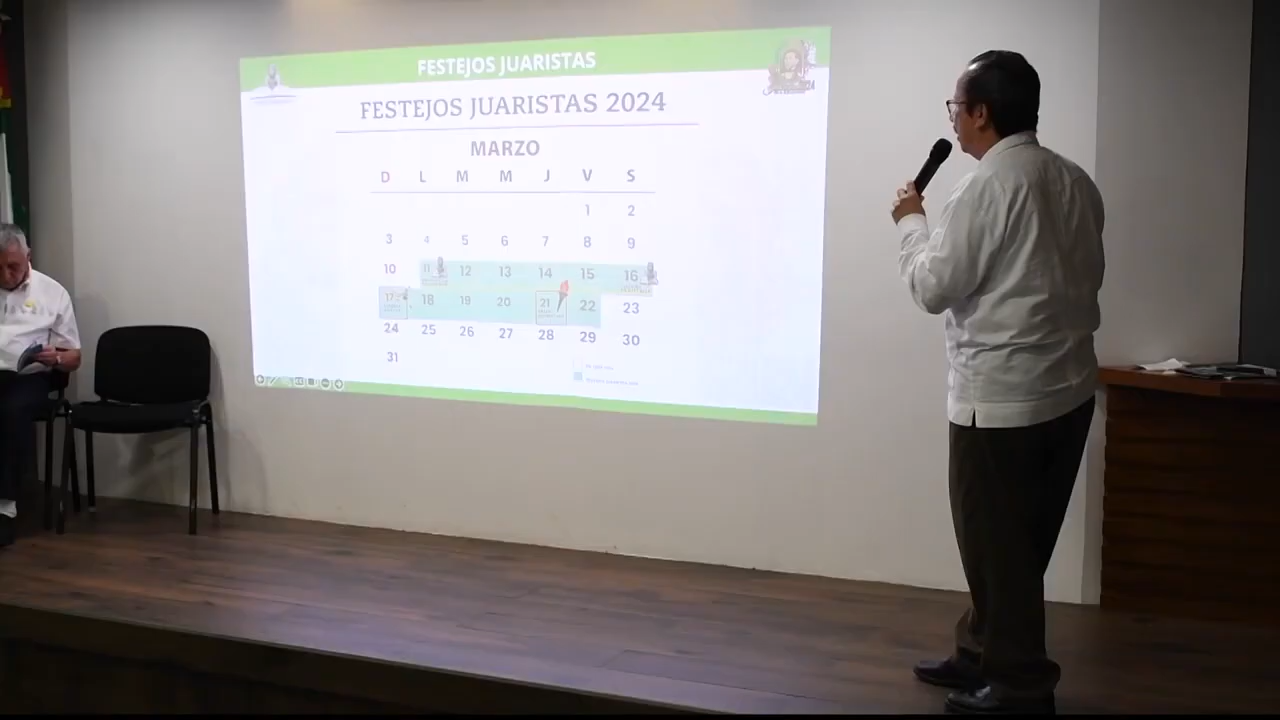 FESTEJOS JUARISTAS
FESTEJOS JUARISTAS 2024
MARZO
D L M M J V S
1 2
3 4 5 6 7 8 9
10 11 12 13 14 15 16
17 18 19 20 21 22 23
24 25 26 27 28 29 30
31